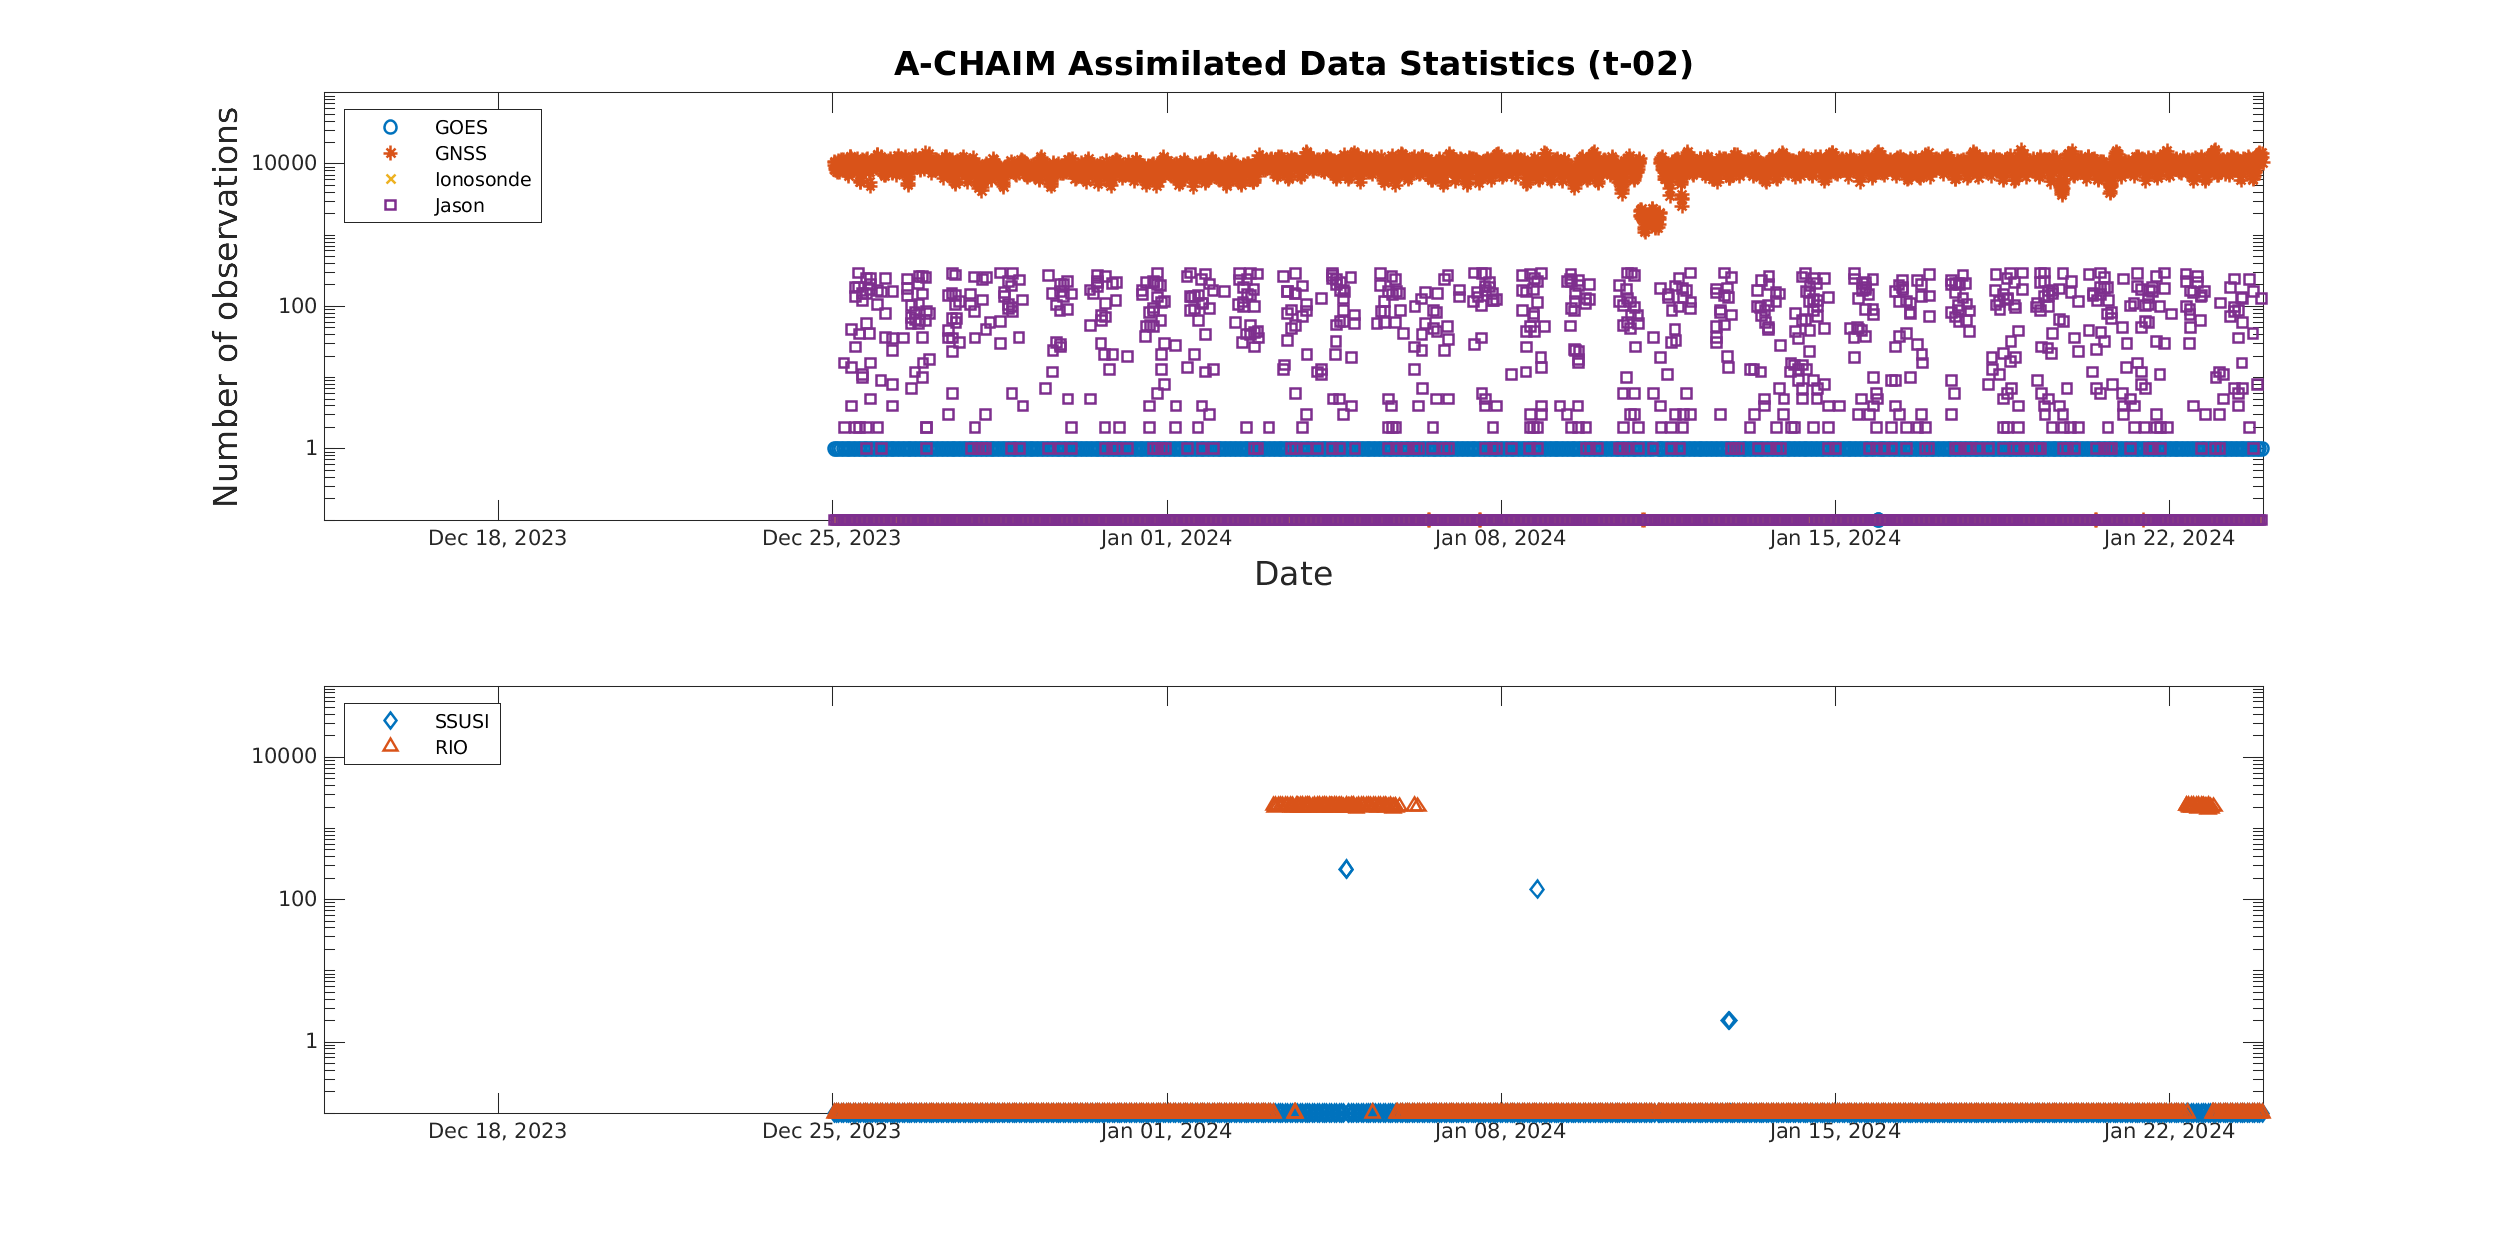 A-CHAIM Assimilated Data Statistics (t-02)
Number of observations
10000
100
1
GOES
GNSS
Ionosonde
Jason
Dec 18, 2023
Dec 25, 2023
Jan 01, 2024
Jan 08, 2024
Jan 15, 2024
Jan 22, 2024
Date
10000
100
1
SSUSI
RIO
Dec 18, 2023
Dec 25, 2023
Jan 01, 2024
Jan 08, 2024
Jan 15, 2024
Jan 22, 2024